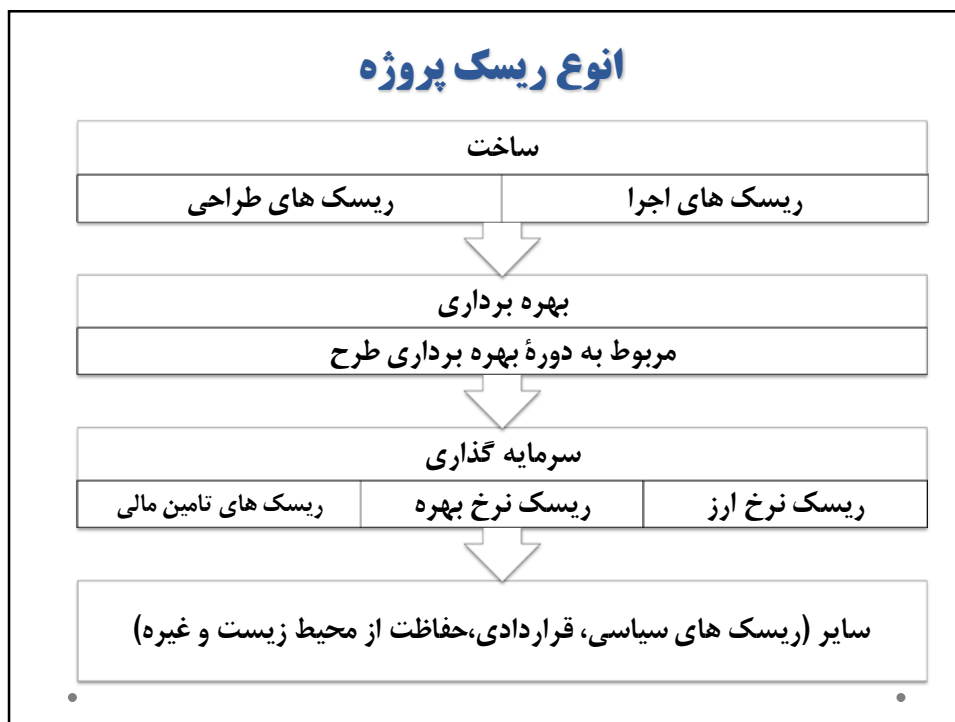 انوع ریسک پروژه
ساخت
ریسک های اجرا
ریسک های طراحی
بهره برداری
مربوط به دورهٔ بهره برداری طرح
سرمایه گذاری
ریسک نرخ ارز
ریسک نرخ بهره
ریسک های تامین مالی
سایر (ریسک های سیاسی، قراردادی،حفاظت از محیط زیست و غیره)